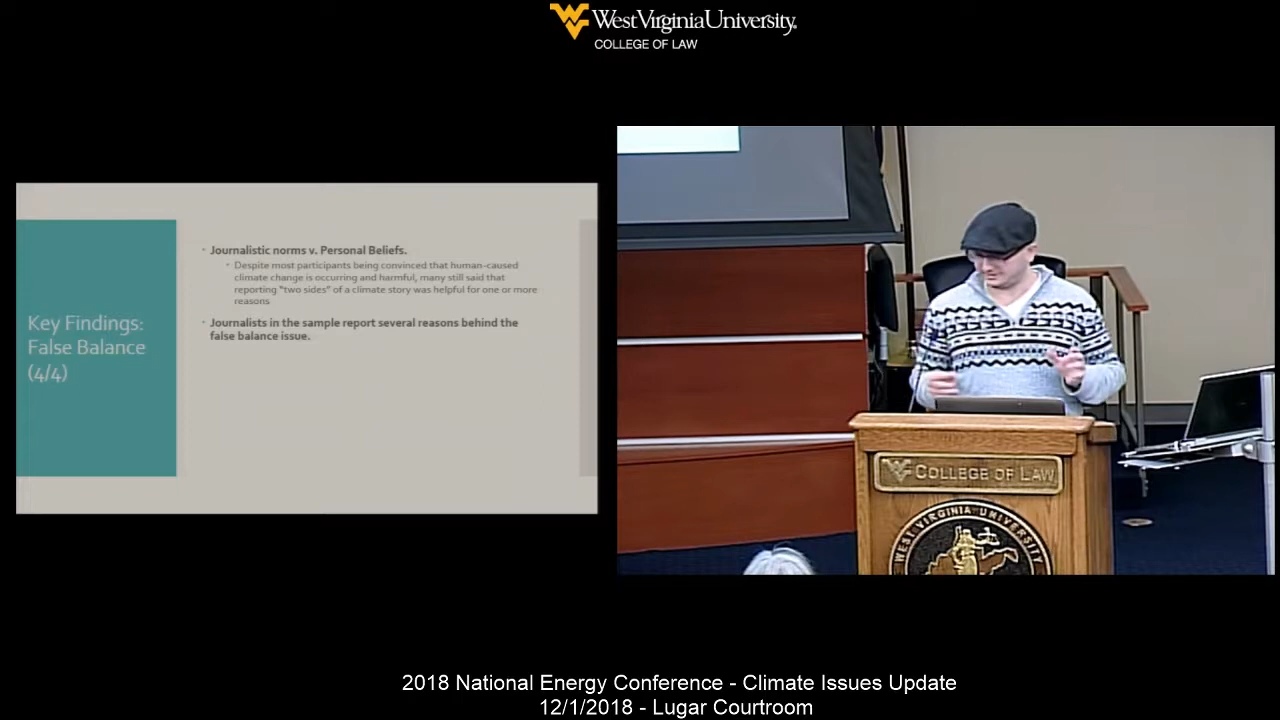 West Virginia University.
COLLEGE OF LAW
Key Findings:
False Balance
(4/4)
Journalistic norms v. Personal Beliefs.
Despite most participants being convinced that human-caused
climate change is occurring and harmful, many still said that
reporting "two sides" of a climate story was helpful for one or more
reasons
Journalists in the sample report several reasons behind the
false balance issue.
COLLEGE OF LAW
WEST VIRGINIA UNIVERSITY
2018 National Energy Conference - Climate Issues Update
12/1/2018 - Lugar Courtroom